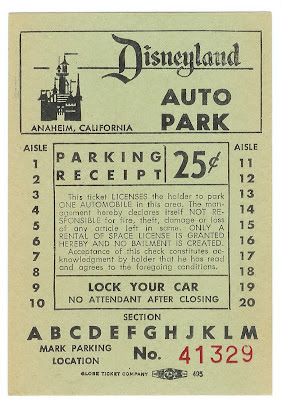 Disneyland
AUTO
PARK
ANAHEIM, CALIFORNIA
AISLE
1
2
3
4
5
6
7
8
9
10
PARKING
RECEIPT
25¢
This ticket LICENSES the holder to park
ONE AUTOMOBILE in this area. The man-
agement hereby declares itself NOT RE-
SPONSIBLE for fire, theft, damage or loss
of any article left in same. ONLY A
RENTAL OF SPACE LICENSE IS GRANTED
HEREBY AND NO BAILMENT IS CREATED.
Acceptance of this check constitutes ac-
knowledgment by holder that he has read
and agrees to the foregoing conditions.
LOCK YOUR CAR
NO ATTENDANT AFTER CLOSING
AISLE
11
12
13
14
15
16
17
18
19
20
SECTION
A B C D E F G H J K L M
MARK PARKING
LOCATION
No. 41329
GLOBE TICKET COMPANY 495